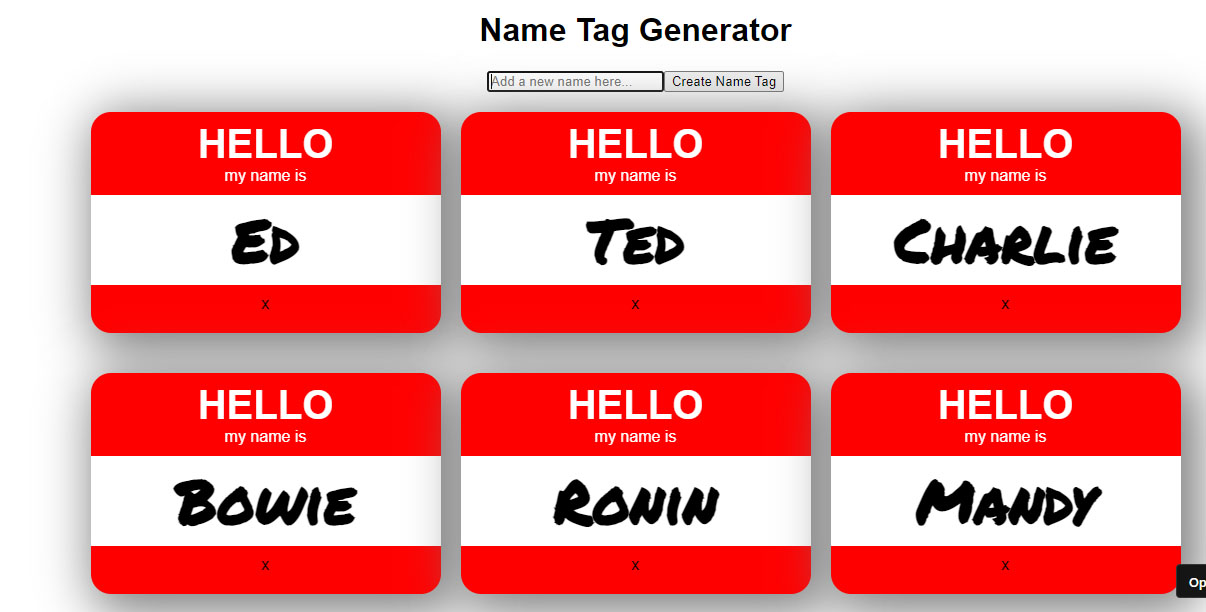 Name Tag Generator
Add a new name here... Create Name Tag
HELLO HELLO HELLO
my name is my name is my name is
Ed Ted Charlie
x x x
HELLO HELLO HELLO
my name is my name is my name is
Bowie Ronin Mandy
x x x
Op